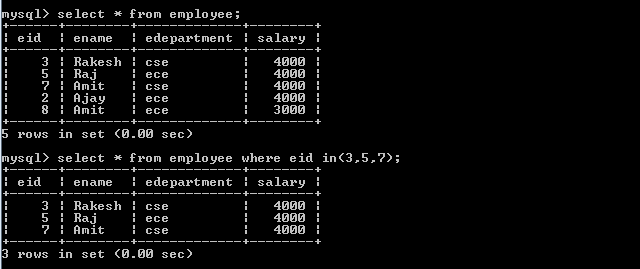 mysql> select * from employee;
+------+--------+-------------+--------+
| eid | ename | edepartment | salary |
+------+--------+-------------+--------+
| 3 | Rakesh | cse | 4000 |
| 5 | Raj | ece | 4000 |
| 7 | Amit | cse | 4000 |
| 2 | Ajay | ece | 4000 |
| 8 | Amit | ece | 3000 |
+------+--------+-------------+--------+
5 rows in set (0.00 sec)
mysql> select * from employee where eid in(3,5,7);
+------+--------+-------------+--------+
| eid | ename | edepartment | salary |
+------+--------+-------------+--------+
| 3 | Rakesh | cse | 4000 |
| 5 | Raj | ece | 4000 |
| 7 | Amit | cse | 4000 |
+------+--------+-------------+--------+
3 rows in set (0.00 sec)